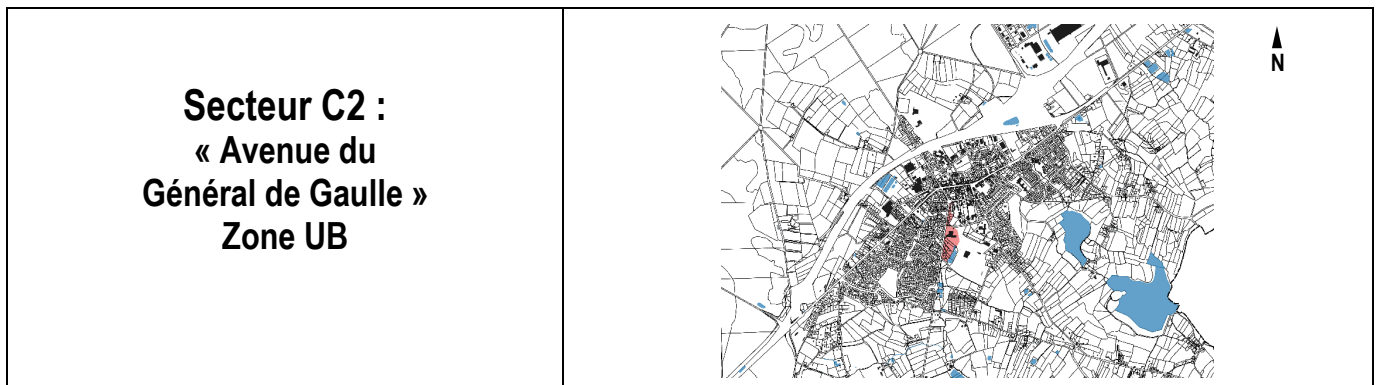 Secteur C2 :
« Avenue du
Général de Gaulle »
Zone UB
N